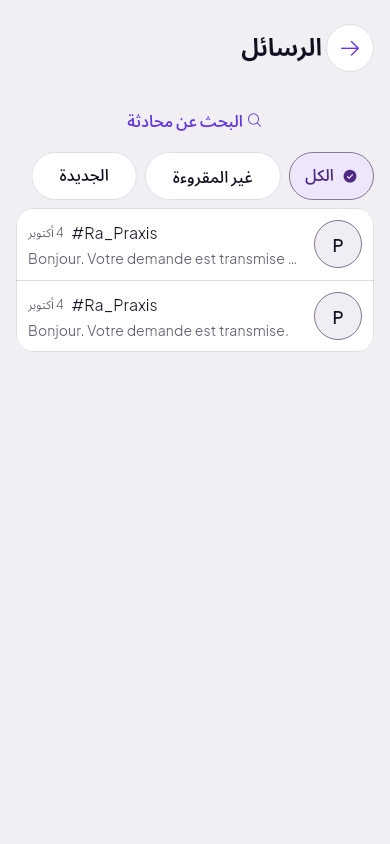 الرسائل
البحث عن محادثة
الكل
غير المقروءة
الجديدة
P
#Ra_Praxis 4 أكتوبر
Bonjour. Votre demande est transmise ...
P
#Ra_Praxis 4 أكتوبر
Bonjour. Votre demande est transmise.